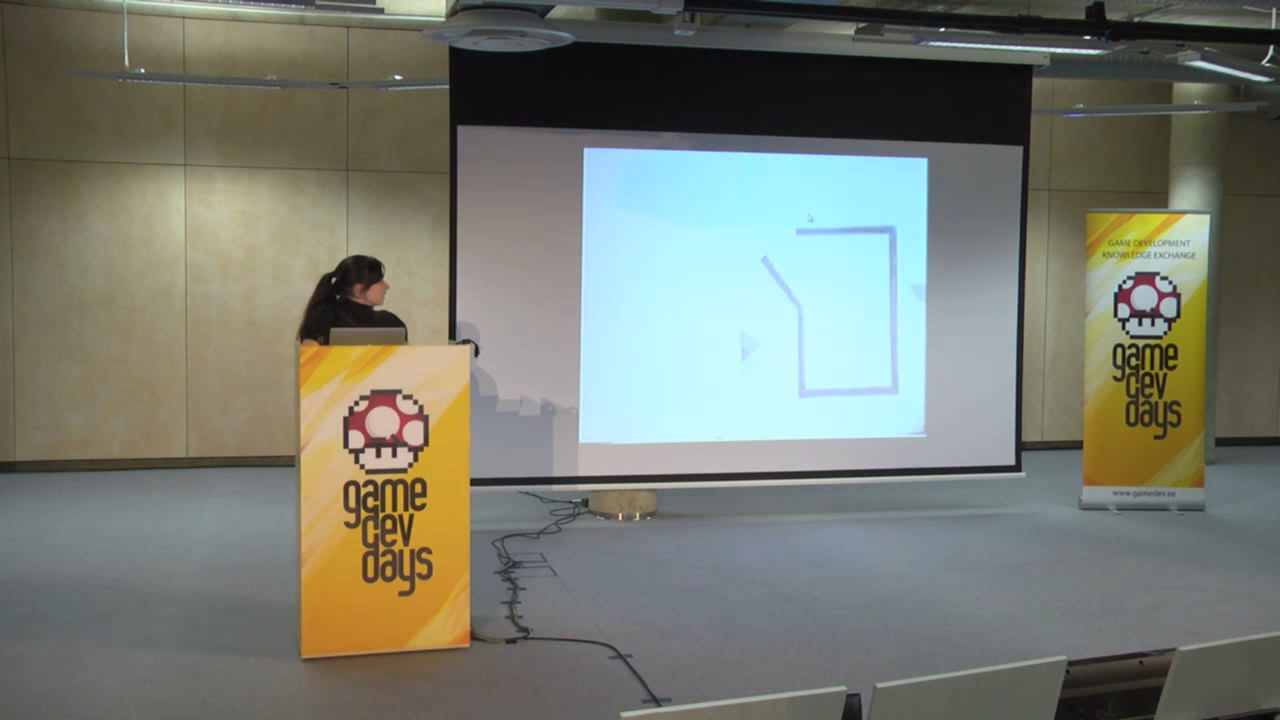 game
dev
days
GAME DEVELOPMENT
KNOWLEDGE EXCHANGE
game
dev
days
www.gamedev.ee